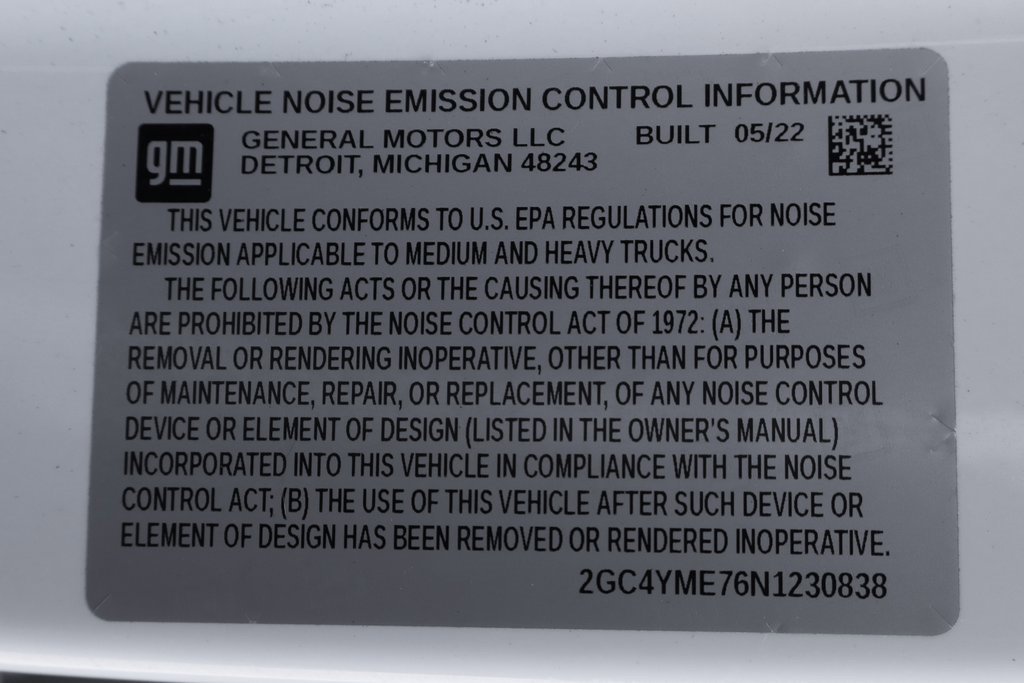 VEHICLE NOISE EMISSION CONTROL INFORMATION
gm
GENERAL MOTORS LLC BUILT 05/22
DETROIT, MICHIGAN 48243
THIS VEHICLE CONFORMS TO U.S. EPA REGULATIONS FOR NOISE
EMISSION APPLICABLE TO MEDIUM AND HEAVY TRUCKS.
THE FOLLOWING ACTS OR THE CAUSING THEREOF BY ANY PERSON
ARE PROHIBITED BY THE NOISE CONTROL ACT OF 1972: (A) THE
REMOVAL OR RENDERING INOPERATIVE, OTHER THAN FOR PURPOSES
OF MAINTENANCE, REPAIR, OR REPLACEMENT, OF ANY NOISE CONTROL
DEVICE OR ELEMENT OF DESIGN (LISTED IN THE OWNER'S MANUAL)
INCORPORATED INTO THIS VEHICLE IN COMPLIANCE WITH THE NOISE
CONTROL ACT; (B) THE USE OF THIS VEHICLE AFTER SUCH DEVICE OR
ELEMENT OF DESIGN HAS BEEN REMOVED OR RENDERED INOPERATIVE.
2GC4YME76N1230838